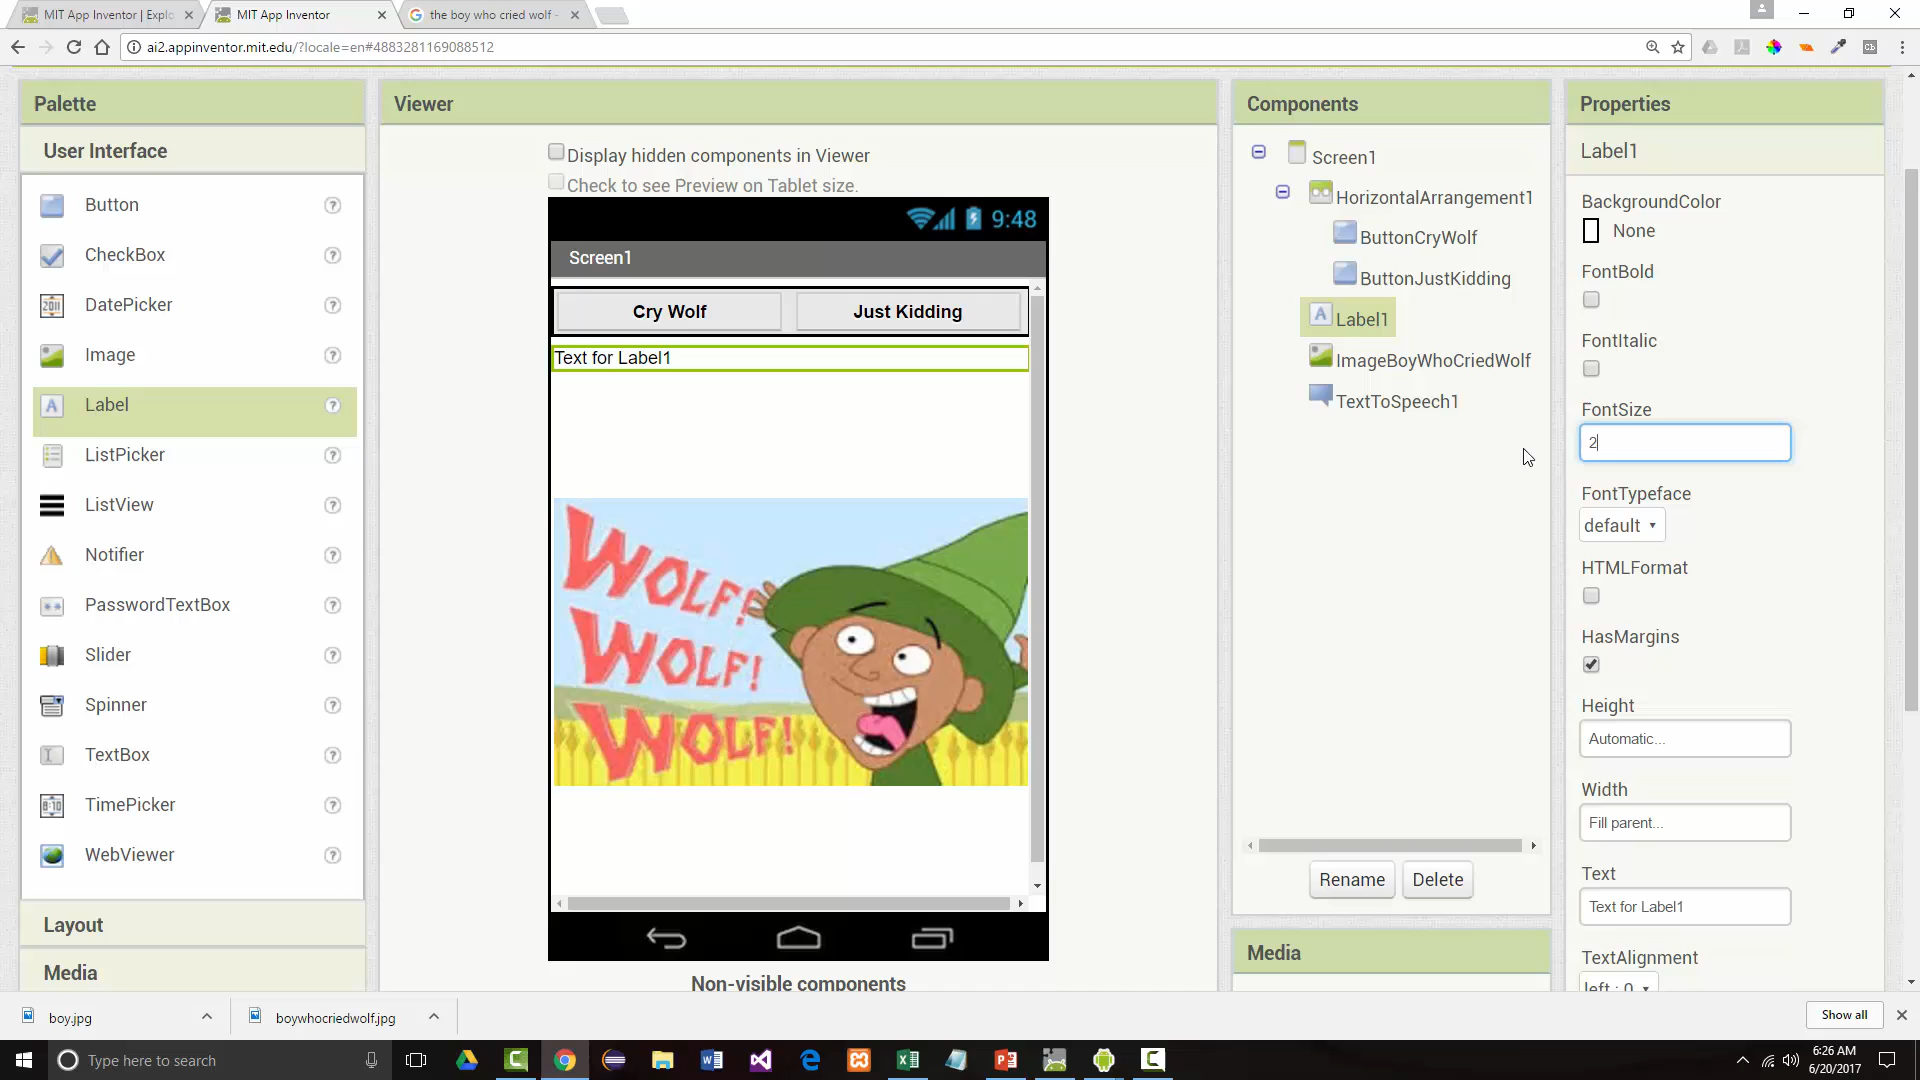 MIT App Inventor | Explo
MIT App Inventor
the boy who cried wolf -
ai2.appinventor.mit.edu/?locale=en#4883281169088512
Palette
User Interface
Button
CheckBox
DatePicker
Image
Label
ListPicker
ListView
Notifier
PasswordTextBox
Slider
Spinner
TextBox
TimePicker
WebViewer
Layout
Media
Viewer
Display hidden components in Viewer
Check to see Preview on Tablet size.
9:48
Screen1
Cry Wolf
Just Kidding
Text for Label1
WOLF!
WOLF!
WOLF!
Non-visible components
Components
Screen1
HorizontalArrangement1
ButtonCryWolf
ButtonJustKidding
Label1
ImageBoyWhoCriedWolf
TextToSpeech1
Rename
Delete
Media
Properties
Label1
BackgroundColor
None
FontBold
FontItalic
FontSize
2
FontTypeface
default
HTMLFormat
HasMargins
Height
Automatic...
Width
Fill parent...
Text
Text for Label1
TextAlignment
left : 0
boy.jpg
boywhocriedwolf.jpg
Show all
Type here to search
6:26 AM
6/20/2017